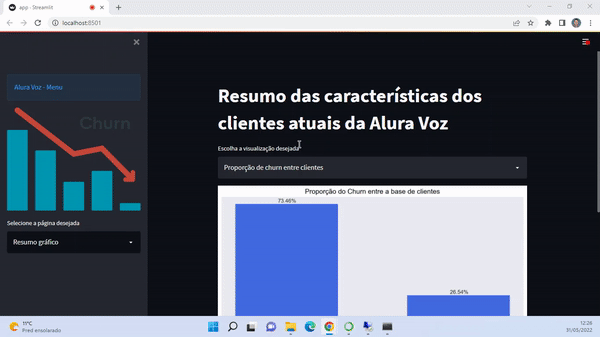 app · Streamlit
localhost:8501
Alura Voz - Menu
Churn
Selecione a página desejada
Resumo gráfico
Resumo das características dos
clientes atuais da Alura Voz
Escolha a visualização desejada
Proporção de churn entre clientes
Proporção do Churn entre a base de clientes
73.46%
26.54%
11°C
Pred ensolarado
12:26
31/05/2022